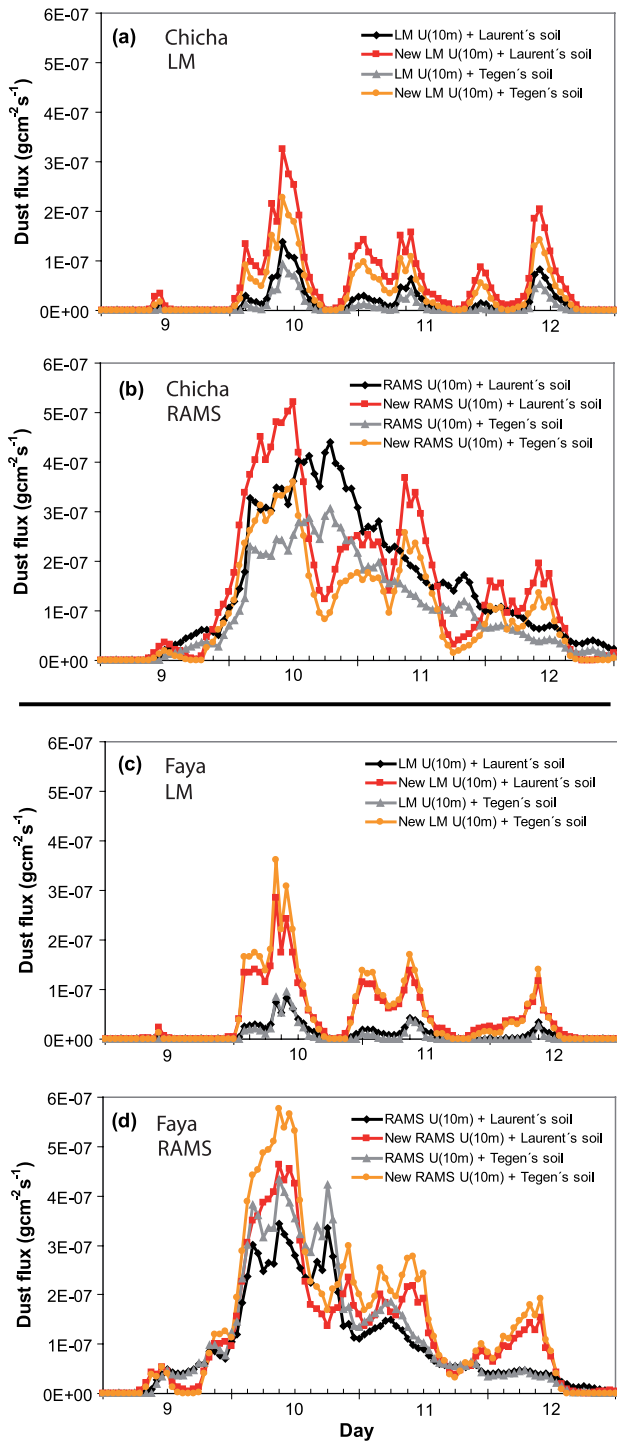 (a) Chicha
LM
LM U(10m) + Laurent´s soil
New LM U(10m) + Laurent´s soil
LM U(10m) + Tegen´s soil
New LM U(10m) + Tegen´s soil
Dust flux (gcm⁻²s⁻¹)
6E-07
5E-07
4E-07
3E-07
2E-07
1E-07
0E+00
9 10 11 12
(b) Chicha
RAMS
RAMS U(10m) + Laurent´s soil
New RAMS U(10m) + Laurent´s soil
RAMS U(10m) + Tegen´s soil
New RAMS U(10m) + Tegen´s soil
Dust flux (gcm⁻²s⁻¹)
6E-07
5E-07
4E-07
3E-07
2E-07
1E-07
0E+00
9 10 11 12
(c) Faya
LM
LM U(10m) + Laurent´s soil
New LM U(10m) + Laurent´s soil
LM U(10m) + Tegen´s soil
New LM U(10m) + Tegen´s soil
Dust flux (gcm⁻²s⁻¹)
6E-07
5E-07
4E-07
3E-07
2E-07
1E-07
0E+00
9 10 11 12
(d) Faya
RAMS
RAMS U(10m) + Laurent´s soil
New RAMS U(10m) + Laurent´s soil
RAMS U(10m) + Tegen´s soil
New RAMS U(10m) + Tegen´s soil
Dust flux (gcm⁻²s⁻¹)
6E-07
5E-07
4E-07
3E-07
2E-07
1E-07
0E+00
9 10 11 12
Day